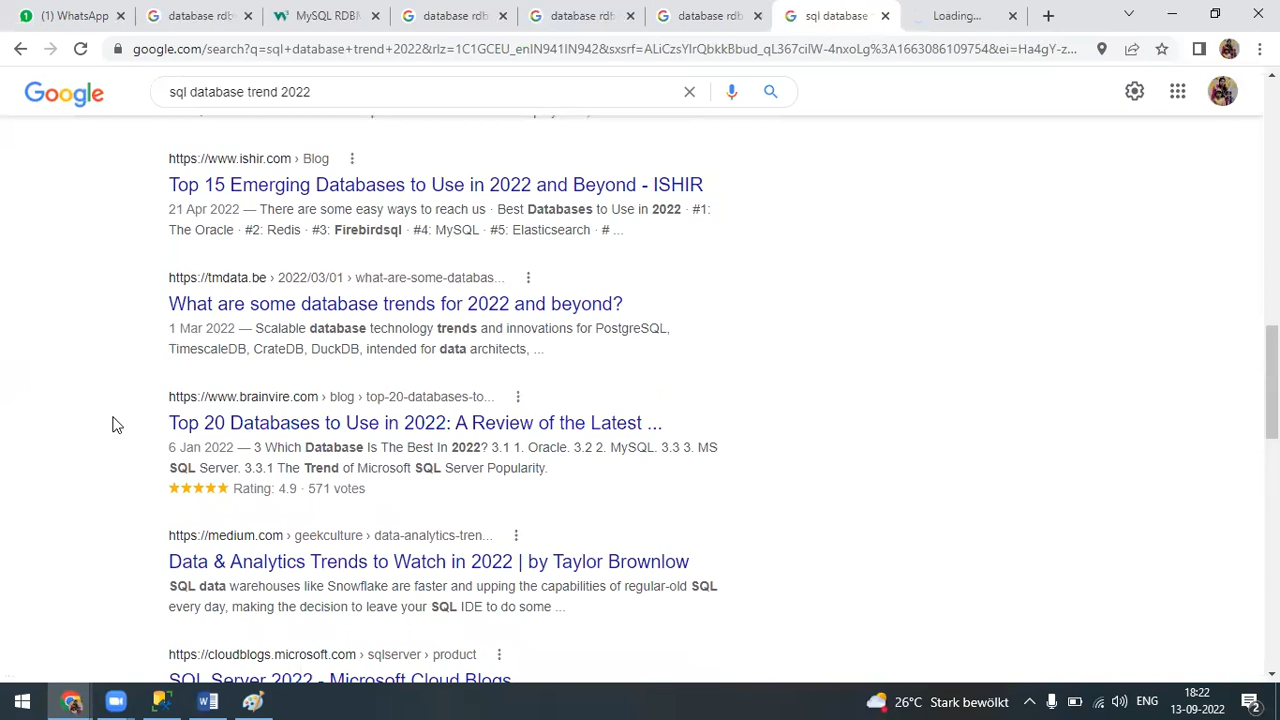 (1) WhatsApp
database rdb
MySQL RDBM
database rdb
database rdb
database rdb
sql database
Loading...
google.com/search?q=sql+database+trend+2022&rlz=1C1GCEU_enIN941IN942&sxsrf=ALiCzsYlrQbkkBbud_qL367cilW-4nxoLg%3A1663086109754&ei=Ha4gY-z...
Google
sql database trend 2022
https://www.ishir.com › Blog
Top 15 Emerging Databases to Use in 2022 and Beyond - ISHIR
21 Apr 2022 — There are some easy ways to reach us · Best Databases to Use in 2022 · #1:
The Oracle · #2: Redis · #3: Firebirdsql · #4: MySQL · #5: Elasticsearch · # ...
https://tmdata.be › 2022/03/01 › what-are-some-databas...
What are some database trends for 2022 and beyond?
1 Mar 2022 — Scalable database technology trends and innovations for PostgreSQL,
TimescaleDB, CrateDB, DuckDB, intended for data architects, ...
https://www.brainvire.com › blog › top-20-databases-to...
Top 20 Databases to Use in 2022: A Review of the Latest ...
6 Jan 2022 — 3 Which Database Is The Best In 2022? 3.1 1. Oracle. 3.2 2. MySQL. 3.3 3. MS
SQL Server. 3.3.1 The Trend of Microsoft SQL Server Popularity.
Rating: 4.9 · 571 votes
https://medium.com › geekculture › data-analytics-tren...
Data & Analytics Trends to Watch in 2022 | by Taylor Brownlow
SQL data warehouses like Snowflake are faster and upping the capabilities of regular-old SQL
every day, making the decision to leave your SQL IDE to do some ...
https://cloudblogs.microsoft.com › sqlserver › product
SQL Server 2022 - Microsoft Cloud Blogs
26°C Stark bewölkt
ENG
18:22
13-09-2022
2